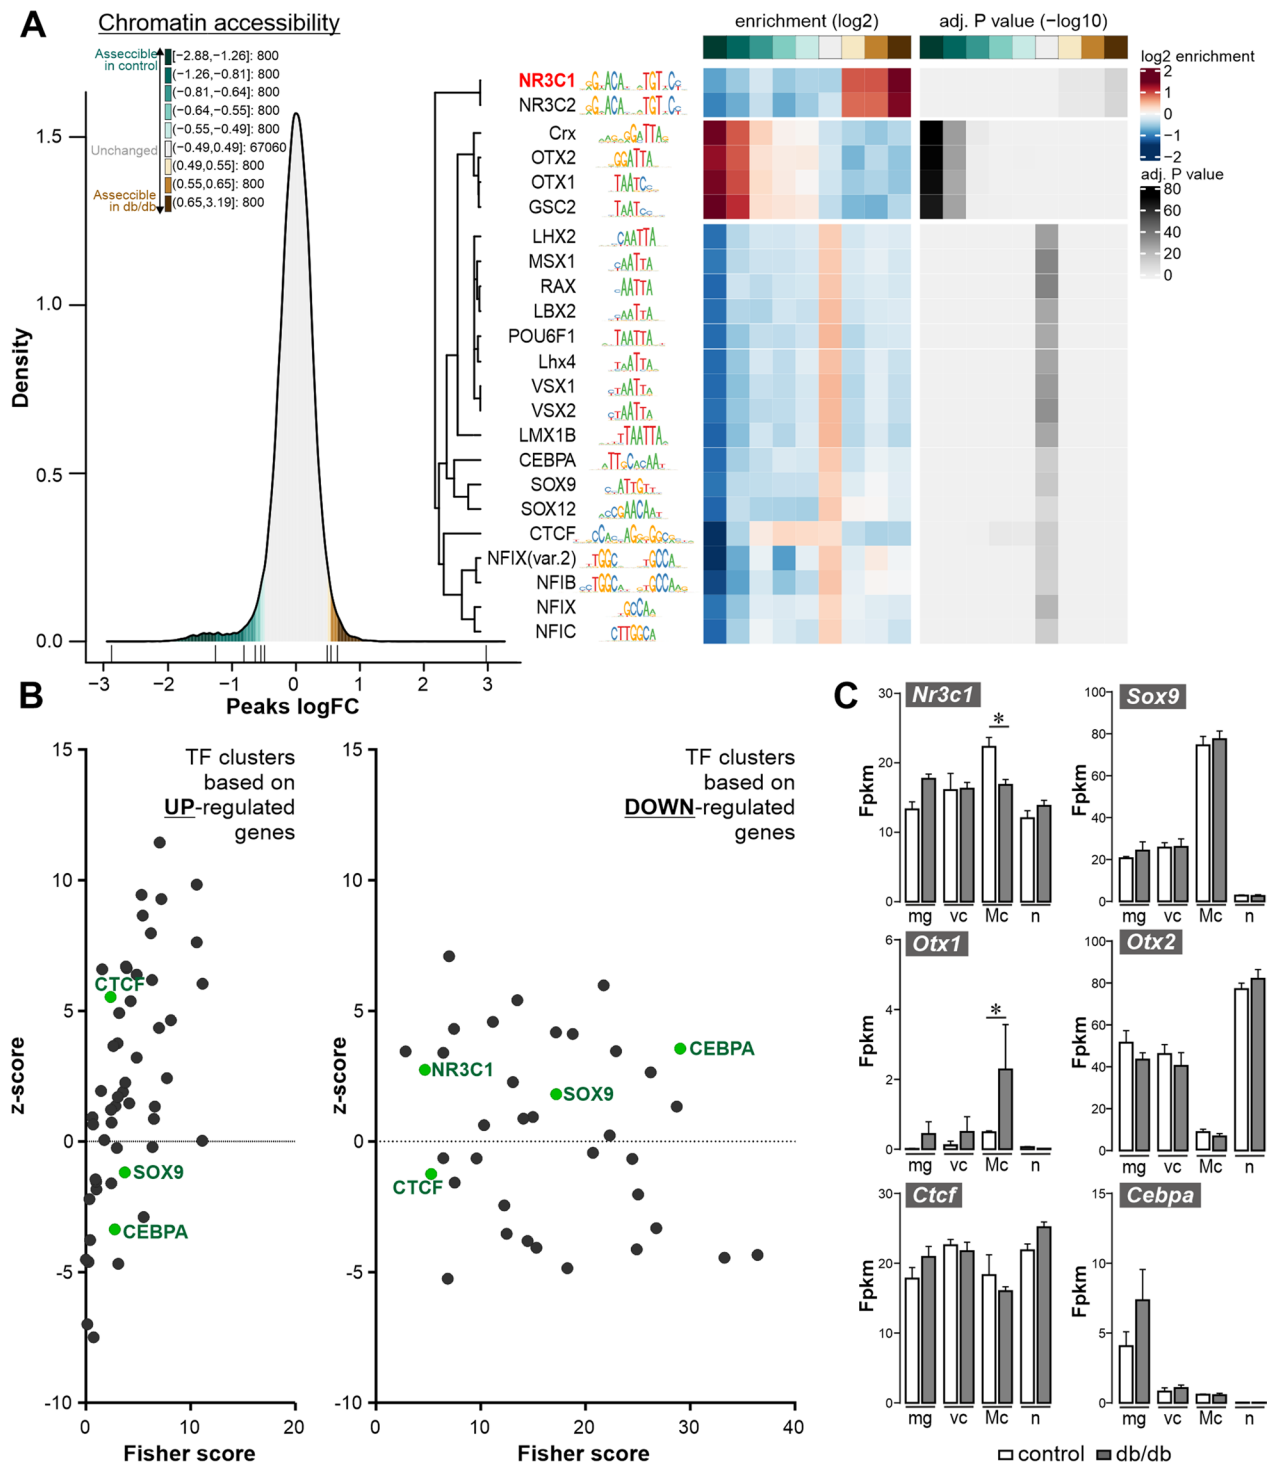 A
Chromatin accessibility
Asseccible
in control
[−2.88,−1.26]: 800
(−1.26,−0.81]: 800
(−0.81,−0.64]: 800
(−0.64,−0.55]: 800
(−0.55,−0.49]: 800
Unchanged
(−0.49,0.49]: 67060
(0.49,0.55]: 800
(0.55,0.65]: 800
Asseccible
in db/db
(0.65,3.19]: 800
Density
1.5
1.0
0.5
0.0
−3 −2 −1 0 1 2 3
Peaks logFC
enrichment (log2)
adj. P value (−log10)
NR3C1
NR3C2
Crx
OTX2
OTX1
GSC2
LHX2
MSX1
RAX
LBX2
POU6F1
Lhx4
VSX1
VSX2
LMX1B
CEBPA
SOX9
SOX12
CTCF
NFIX(var.2)
NFIB
NFIX
NFIC
log2 enrichment
2
1
0
−1
−2
adj. P value
80
60
40
20
0
B
TF clusters
based on
UP-regulated
genes
z-score
15
10
5
0
-5
-10
CTCF
SOX9
CEBPA
0 10 20
Fisher score
TF clusters
based on
DOWN-regulated
genes
z-score
15
10
5
0
-5
-10
NR3C1
CEBPA
SOX9
CTCF
0 10 20 30 40
Fisher score
C
Nr3c1
Fpkm
30
20
10
0
*
mg vc Mc n
Sox9
Fpkm
100
80
60
40
20
0
mg vc Mc n
Otx1
Fpkm
6
4
2
0
*
mg vc Mc n
Otx2
Fpkm
100
80
60
40
20
0
mg vc Mc n
Ctcf
Fpkm
30
20
10
0
mg vc Mc n
Cebpa
Fpkm
15
10
5
0
mg vc Mc n
control db/db